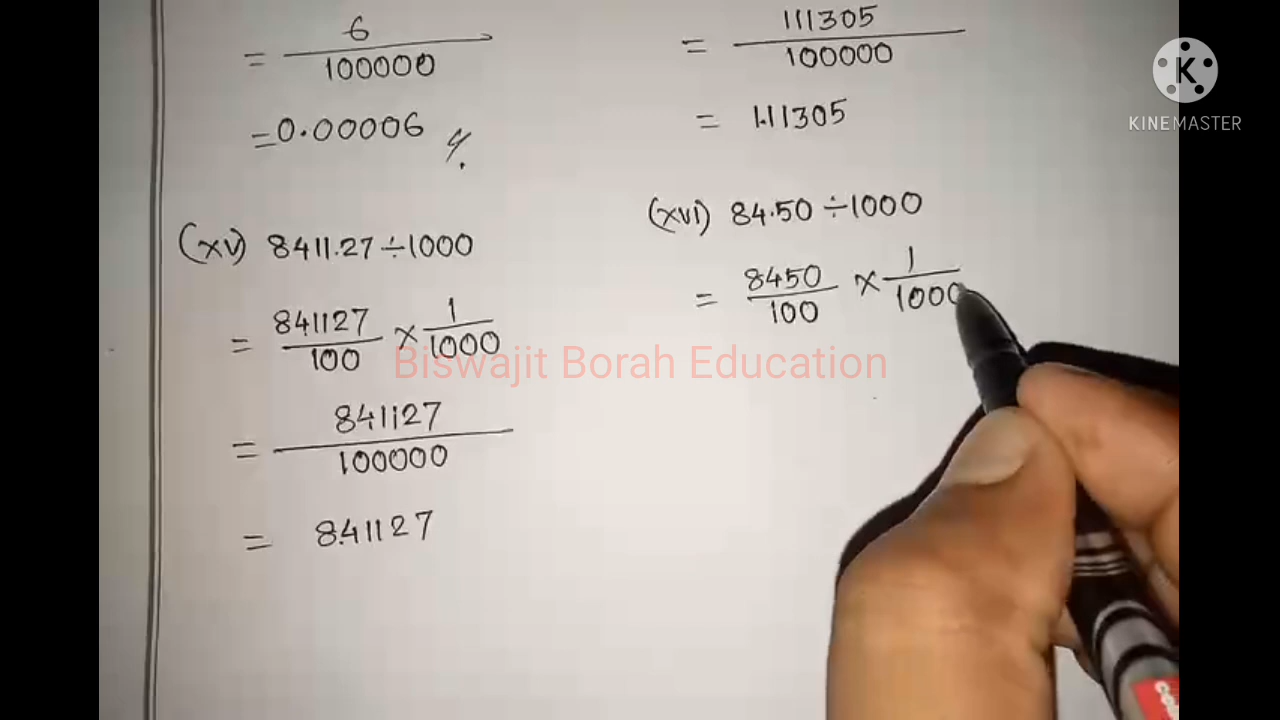 = 6/100000
= 0.00006
(xv) 8411.27 ÷ 1000
= 841127/100 × 1/1000
= 841127/100000
= 8.41127
= 111305/100000
= 1.11305
(xvi) 84.50 ÷ 1000
= 8450/100 × 1/1000
Biswajit Borah Education
K
KINEMASTER